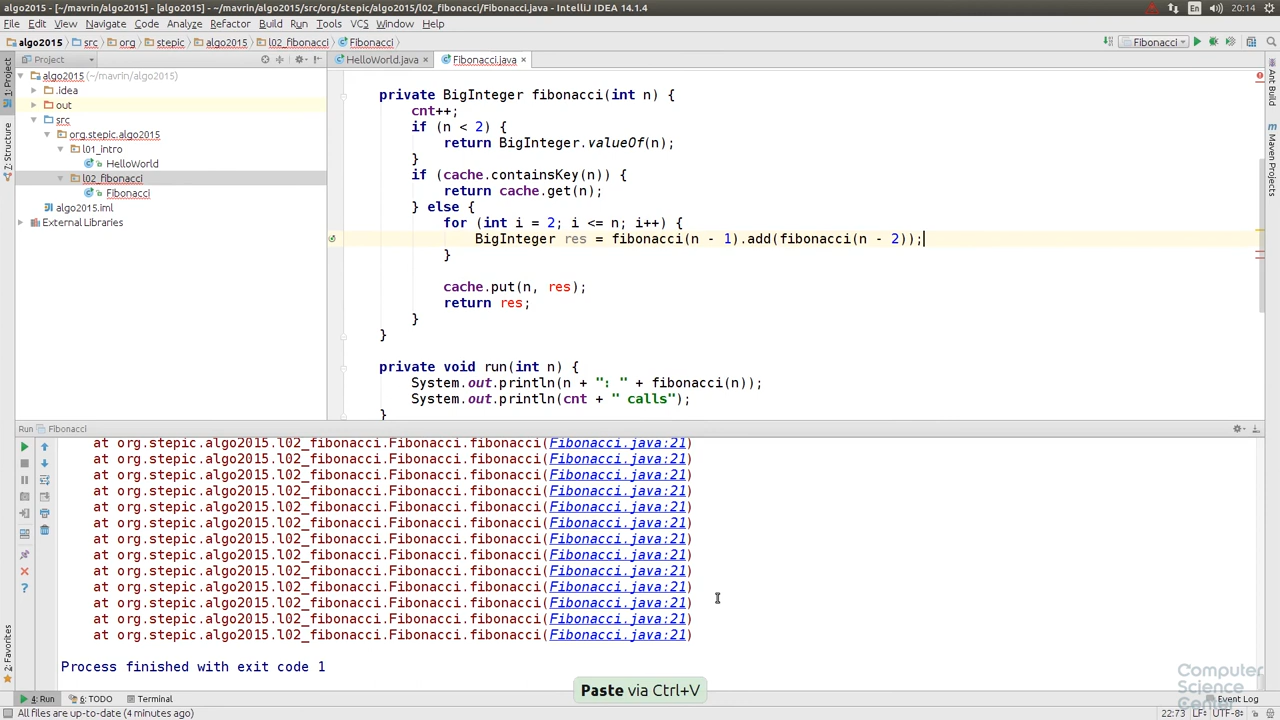 algo2015 - [~/mavrin/algo2015] - [algo2015] - ~/mavrin/algo2015/src/org/stepic/algo2015/l02_fibonacci/Fibonacci.java - IntelliJ IDEA 14.1.4
En
20:14
File Edit View Navigate Code Analyze Refactor Build Run Tools VCS Window Help
algo2015 src org stepic algo2015 l02_fibonacci Fibonacci
Fibonacci
Project
HelloWorld.java
Fibonacci.java
1: Project
Structure
2: Favorites
Ant Build
Maven Projects
algo2015 (~/mavrin/algo2015)
.idea
out
src
org.stepic.algo2015
l01_intro
HelloWorld
l02_fibonacci
Fibonacci
algo2015.iml
External Libraries
private BigInteger fibonacci(int n) {
cnt++;
if (n < 2) {
return BigInteger.valueOf(n);
}
if (cache.containsKey(n)) {
return cache.get(n);
} else {
for (int i = 2; i <= n; i++) {
BigInteger res = fibonacci(n - 1).add(fibonacci(n - 2));
}
cache.put(n, res);
return res;
}
}
private void run(int n) {
System.out.println(n + ": " + fibonacci(n));
System.out.println(cnt + " calls");
}
Run Fibonacci
at org.stepic.algo2015.l02_fibonacci.Fibonacci.fibonacci(Fibonacci.java:21)
at org.stepic.algo2015.l02_fibonacci.Fibonacci.fibonacci(Fibonacci.java:21)
at org.stepic.algo2015.l02_fibonacci.Fibonacci.fibonacci(Fibonacci.java:21)
at org.stepic.algo2015.l02_fibonacci.Fibonacci.fibonacci(Fibonacci.java:21)
at org.stepic.algo2015.l02_fibonacci.Fibonacci.fibonacci(Fibonacci.java:21)
at org.stepic.algo2015.l02_fibonacci.Fibonacci.fibonacci(Fibonacci.java:21)
at org.stepic.algo2015.l02_fibonacci.Fibonacci.fibonacci(Fibonacci.java:21)
at org.stepic.algo2015.l02_fibonacci.Fibonacci.fibonacci(Fibonacci.java:21)
at org.stepic.algo2015.l02_fibonacci.Fibonacci.fibonacci(Fibonacci.java:21)
at org.stepic.algo2015.l02_fibonacci.Fibonacci.fibonacci(Fibonacci.java:21)
at org.stepic.algo2015.l02_fibonacci.Fibonacci.fibonacci(Fibonacci.java:21)
at org.stepic.algo2015.l02_fibonacci.Fibonacci.fibonacci(Fibonacci.java:21)
at org.stepic.algo2015.l02_fibonacci.Fibonacci.fibonacci(Fibonacci.java:21)
Process finished with exit code 1
Paste via Ctrl+V
Computer
Science
Center
4: Run 6: TODO Terminal
Event Log
All files are up-to-date (4 minutes ago)
22:73 LF÷ UTF-8÷